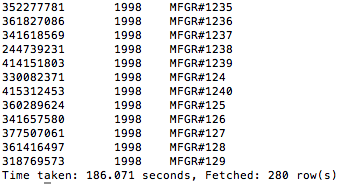 352277781 1998 MFGR#1235
361827086 1998 MFGR#1236
341618569 1998 MFGR#1237
244739231 1998 MFGR#1238
414151803 1998 MFGR#1239
330082371 1998 MFGR#124
415312453 1998 MFGR#1240
360289624 1998 MFGR#125
341657580 1998 MFGR#126
377507061 1998 MFGR#127
361416497 1998 MFGR#128
318769573 1998 MFGR#129
Time taken: 186.071 seconds, Fetched: 280 row(s)